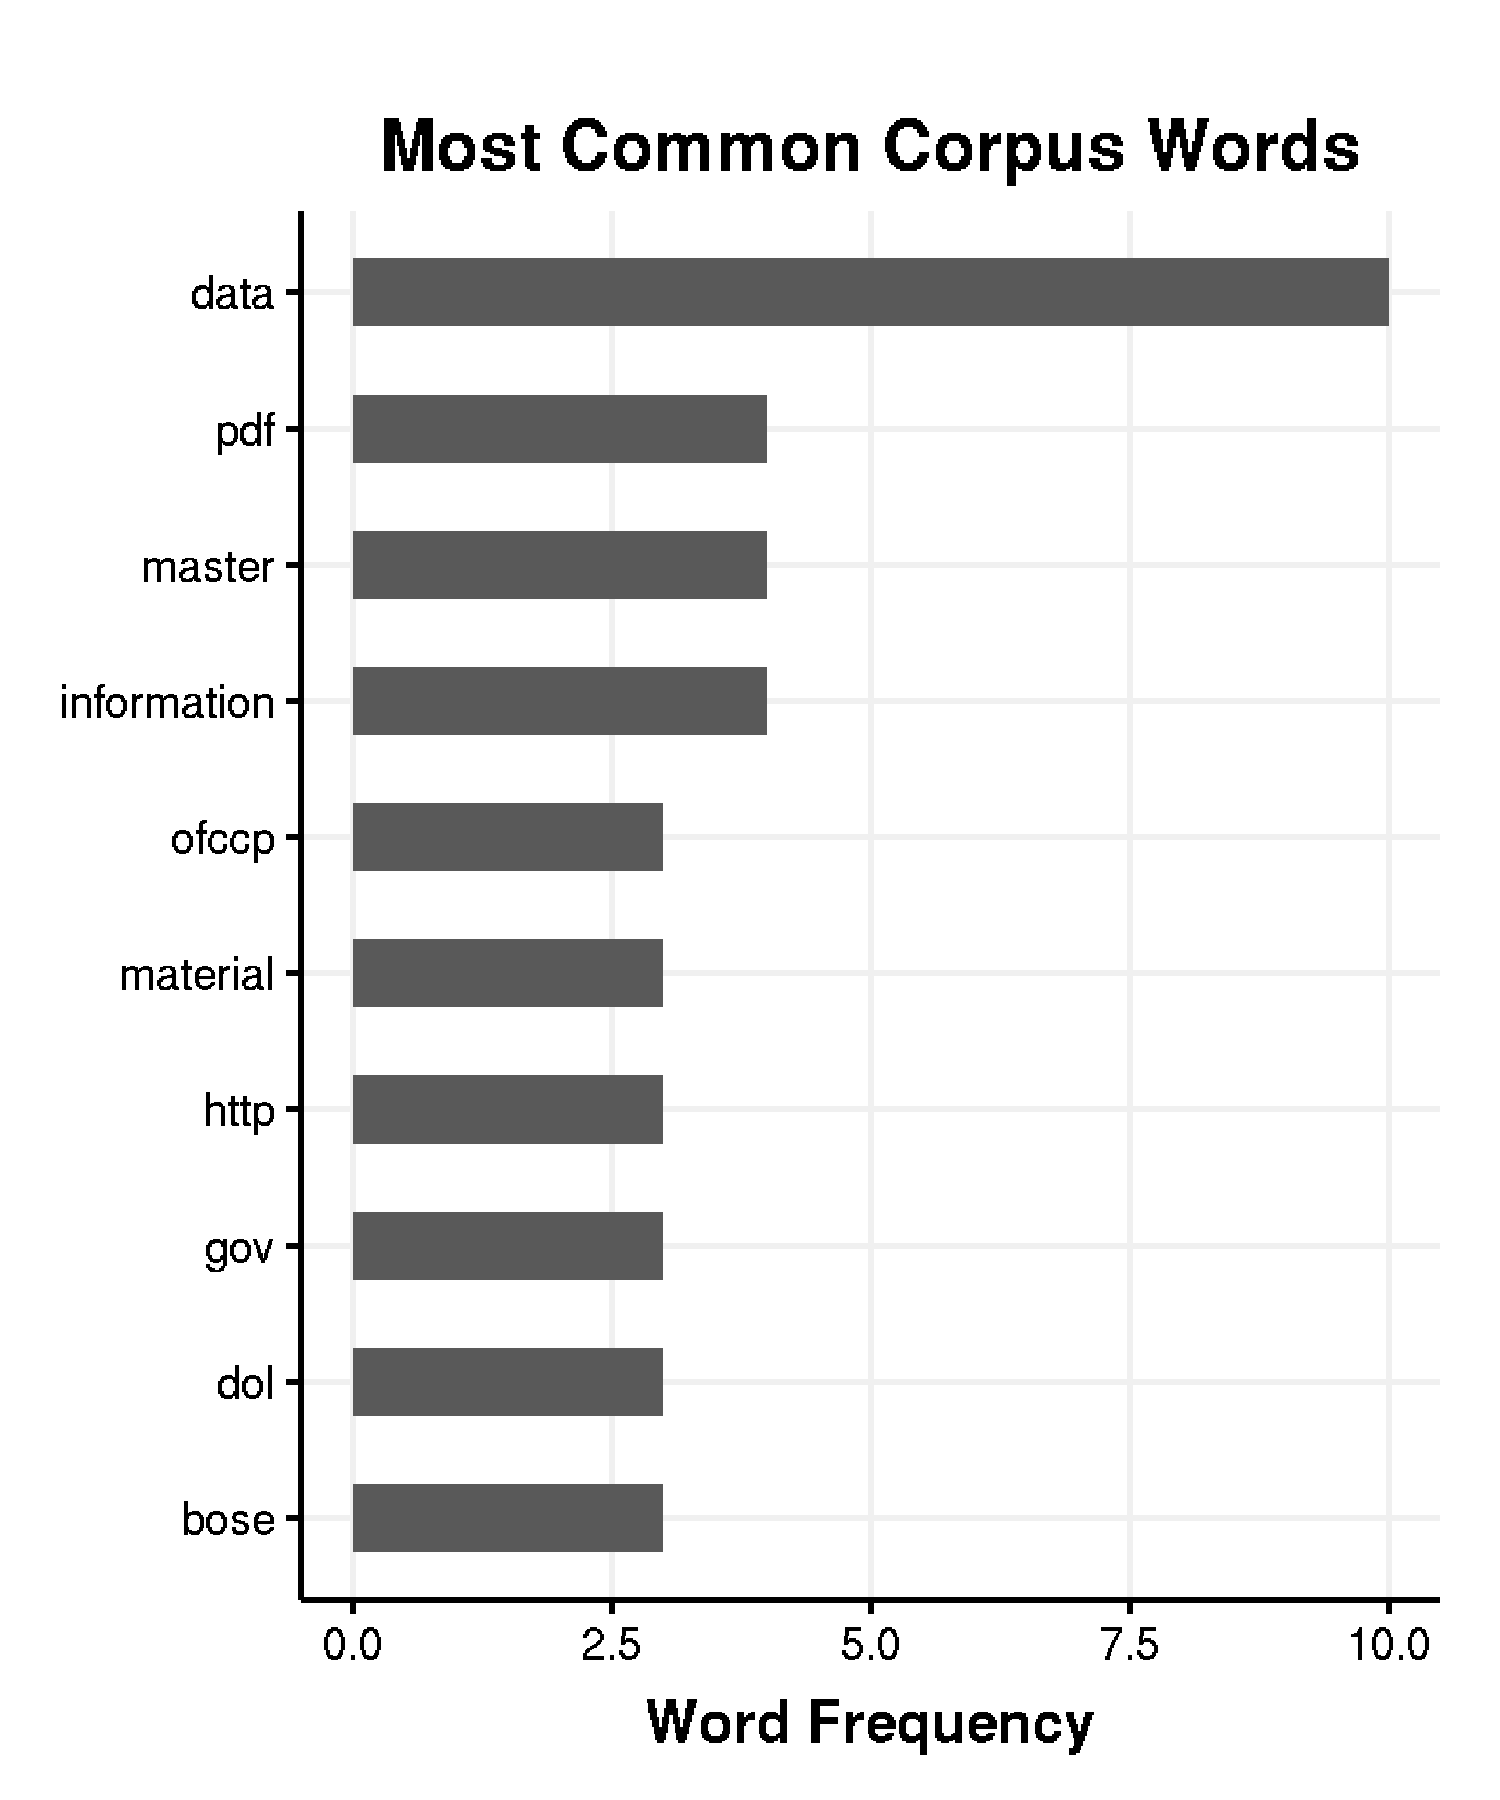 Most Common Corpus Words
data
pdf
master
information
ofccp
material
http
gov
dol
bose
0.0 2.5 5.0 7.5 10.0
Word Frequency